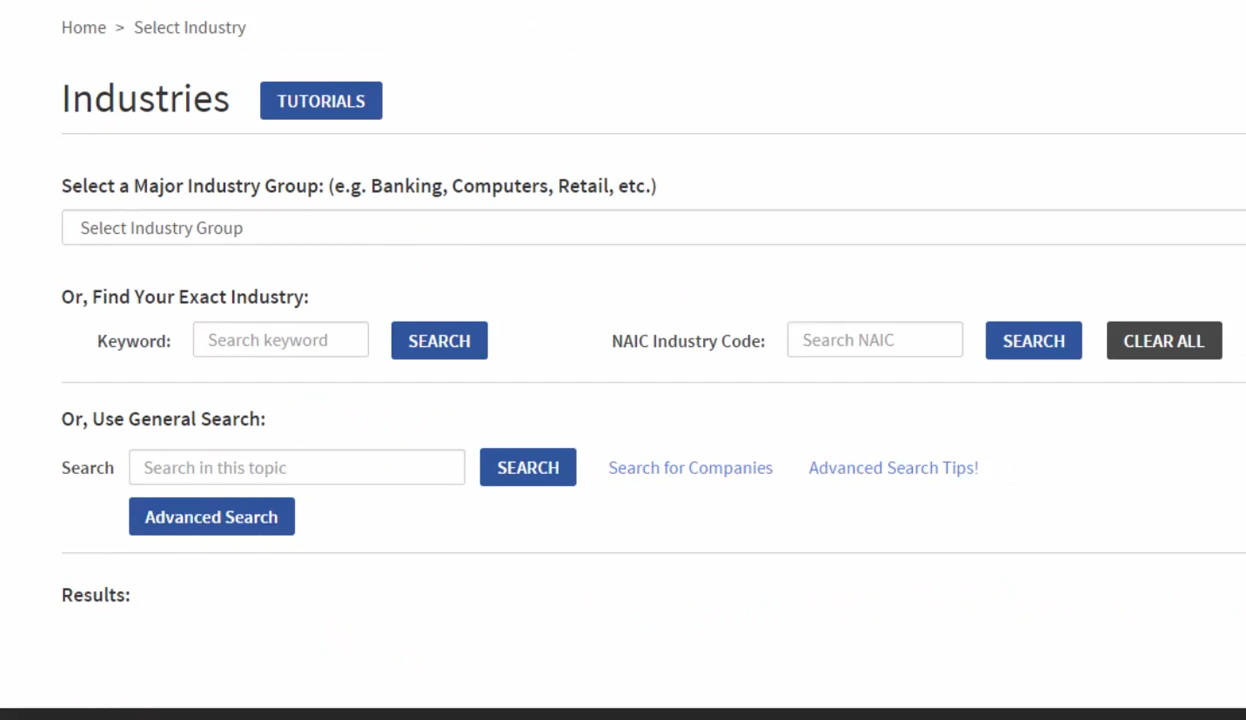 Home > Select Industry
Industries TUTORIALS
Select a Major Industry Group: (e.g. Banking, Computers, Retail, etc.)
Select Industry Group
Or, Find Your Exact Industry:
Keyword: Search keyword SEARCH NAIC Industry Code: Search NAIC SEARCH CLEAR ALL
Or, Use General Search:
Search Search in this topic SEARCH Search for Companies Advanced Search Tips!
Advanced Search
Results: